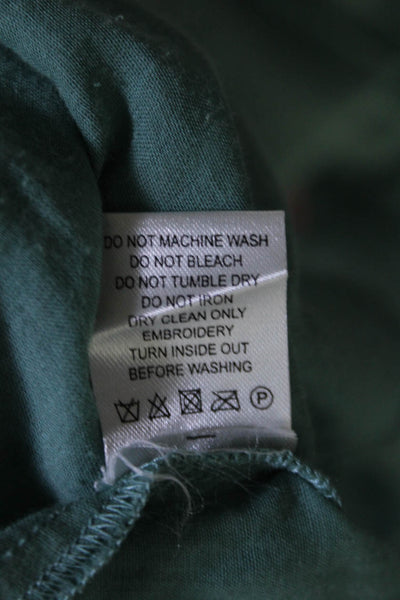 DO NOT MACHINE WASH
DO NOT BLEACH
DO NOT TUMBLE DRY
DO NOT IRON
DRY CLEAN ONLY
EMBROIDERY
TURN INSIDE OUT
BEFORE WASHING
P